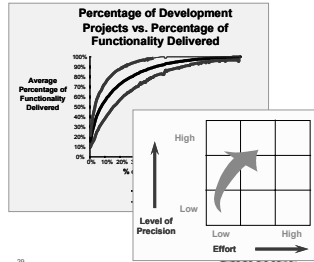 Percentage of Development
Projects vs. Percentage of
Functionality Delivered
Average
Percentage of
Functionality
Delivered
100%
90%
80%
70%
60%
50%
40%
30%
20%
10%
0%
0% 10% 20%
%
High
Low
Level of
Precision
Low High
Effort
29